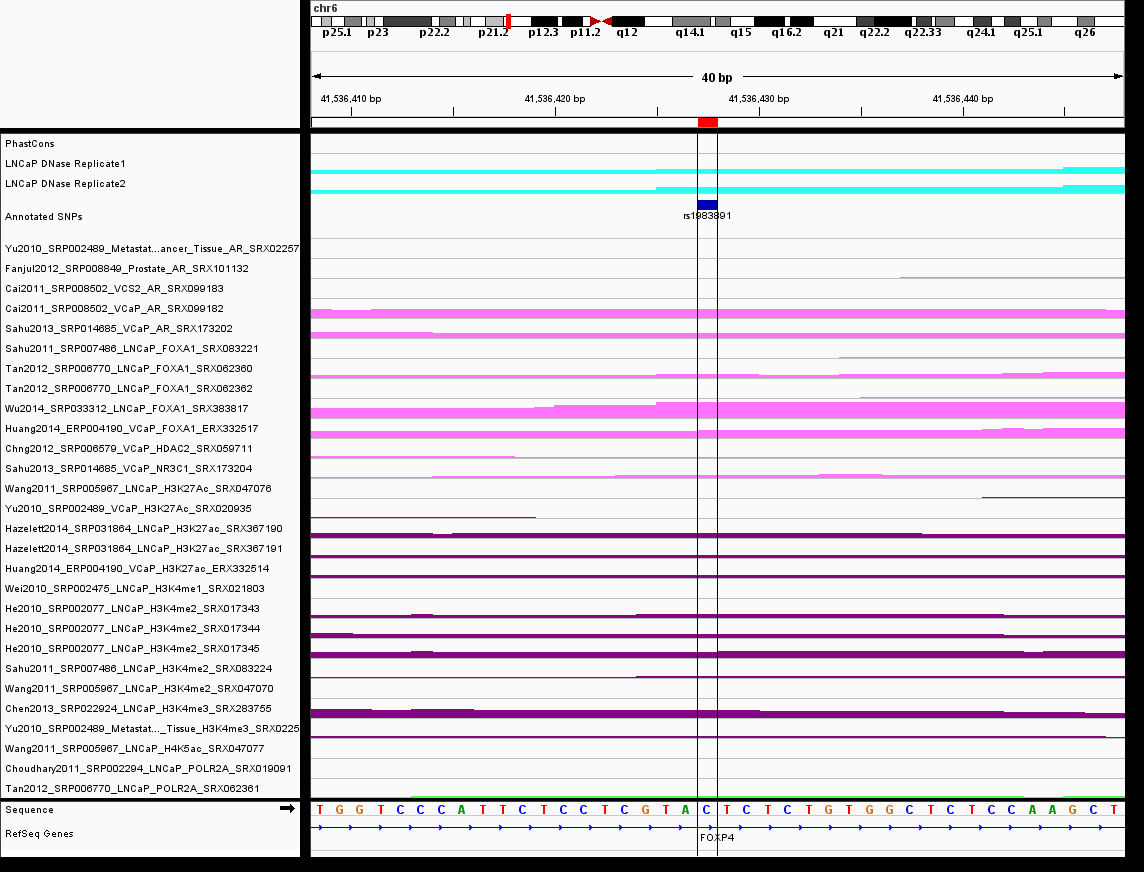 chr6
p25.1 p23 p22.2 p21.2 p12.3 p11.2 q12 q14.1 q15 q16.2 q21 q22.2 q22.33 q24.1 q25.1 q26
40 bp
41,536,410 bp 41,536,420 bp 41,536,430 bp 41,536,440 bp
PhastCons
LNCaP DNase Replicate1
LNCaP DNase Replicate2
Annotated SNPs
rs1983891
Yu2010_SRP002489_Metastat...ancer_Tissue_AR_SRX02257
Fanjul2012_SRP008849_Prostate_AR_SRX101132
Cai2011_SRP008502_VCS2_AR_SRX099183
Cai2011_SRP008502_VCaP_AR_SRX099182
Sahu2013_SRP014685_VCaP_AR_SRX173202
Sahu2011_SRP007486_LNCaP_FOXA1_SRX083221
Tan2012_SRP006770_LNCaP_FOXA1_SRX062360
Tan2012_SRP006770_LNCaP_FOXA1_SRX062362
Wu2014_SRP033312_LNCaP_FOXA1_SRX383817
Huang2014_ERP004190_VCaP_FOXA1_ERX332517
Chng2012_SRP006579_VCaP_HDAC2_SRX059711
Sahu2013_SRP014685_VCaP_NR3C1_SRX173204
Wang2011_SRP005967_LNCaP_H3K27Ac_SRX047076
Yu2010_SRP002489_VCaP_H3K27Ac_SRX020935
Hazelett2014_SRP031864_LNCaP_H3K27ac_SRX367190
Hazelett2014_SRP031864_LNCaP_H3K27ac_SRX367191
Huang2014_ERP004190_VCaP_H3K27ac_ERX332514
Wei2010_SRP002475_LNCaP_H3K4me1_SRX021803
He2010_SRP002077_LNCaP_H3K4me2_SRX017343
He2010_SRP002077_LNCaP_H3K4me2_SRX017344
He2010_SRP002077_LNCaP_H3K4me2_SRX017345
Sahu2011_SRP007486_LNCaP_H3K4me2_SRX083224
Wang2011_SRP005967_LNCaP_H3K4me2_SRX047070
Chen2013_SRP022924_LNCaP_H3K4me3_SRX283755
Yu2010_SRP002489_Metastat..._Tissue_H3K4me3_SRX0225
Wang2011_SRP005967_LNCaP_H4K5ac_SRX047077
Choudhary2011_SRP002294_LNCaP_POLR2A_SRX019091
Tan2012_SRP006770_LNCaP_POLR2A_SRX062361
Sequence T G G T C C C A T T C T C C T C G T A C T C T C T G T G G C T C T C C A A G C T
RefSeq Genes
FOXP4